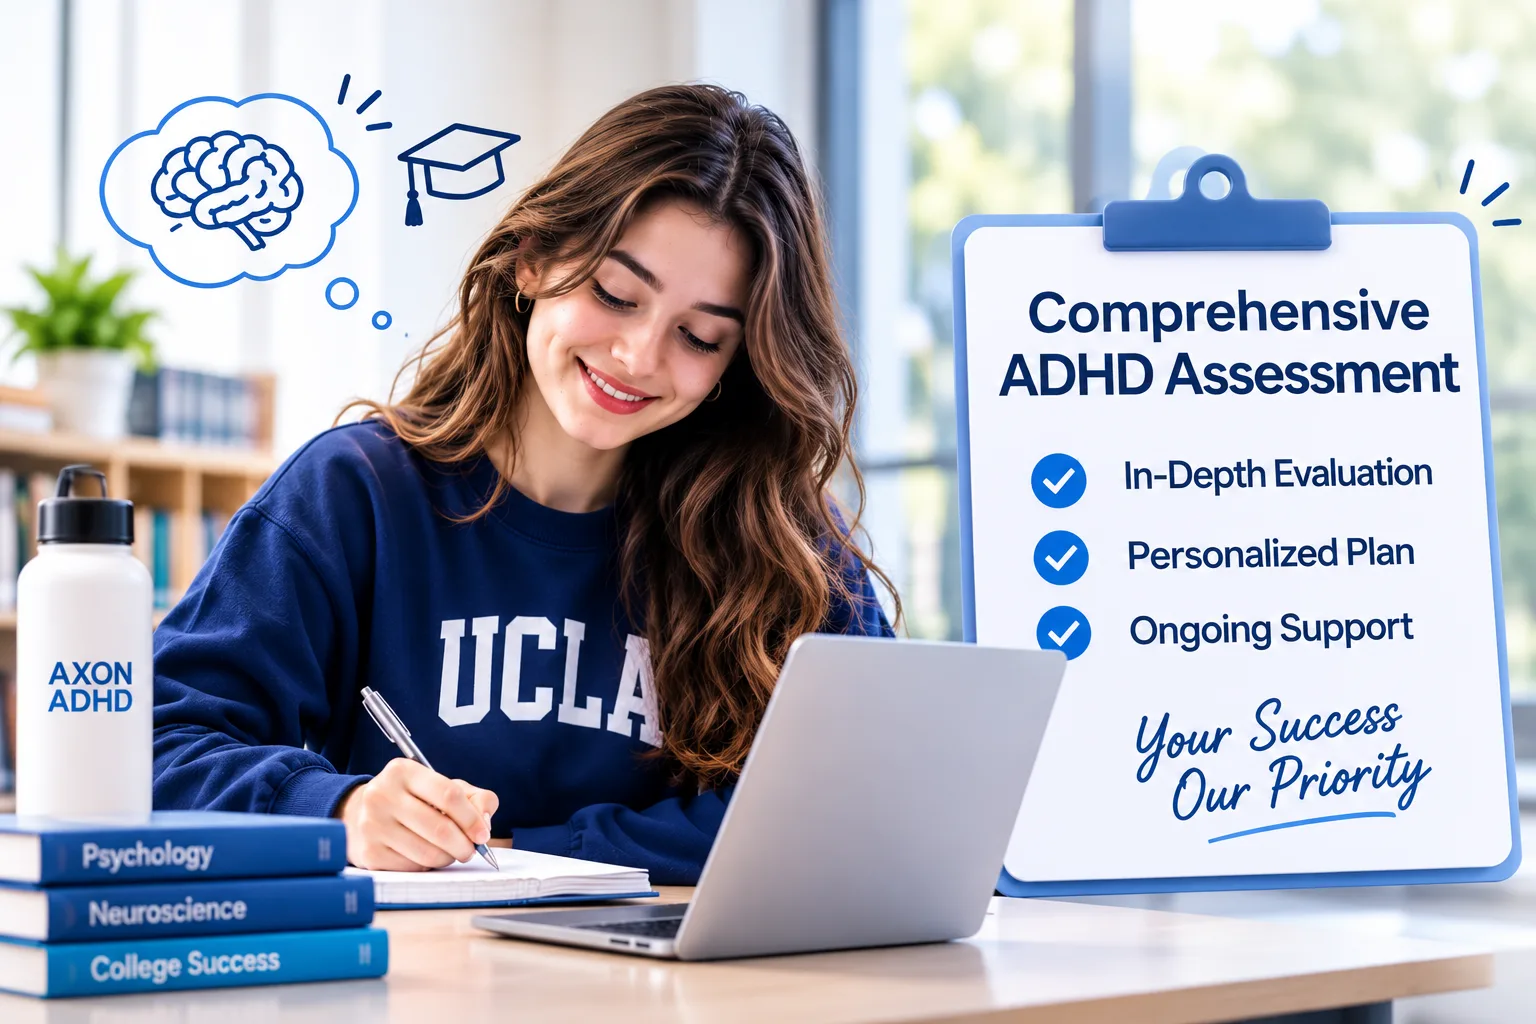 Comprehensive
ADHD Assessment
In-Depth Evaluation
Personalized Plan
Ongoing Support
Your Success
Our Priority
UCLA
AXON
ADHD
Psychology
Neuroscience
College Success